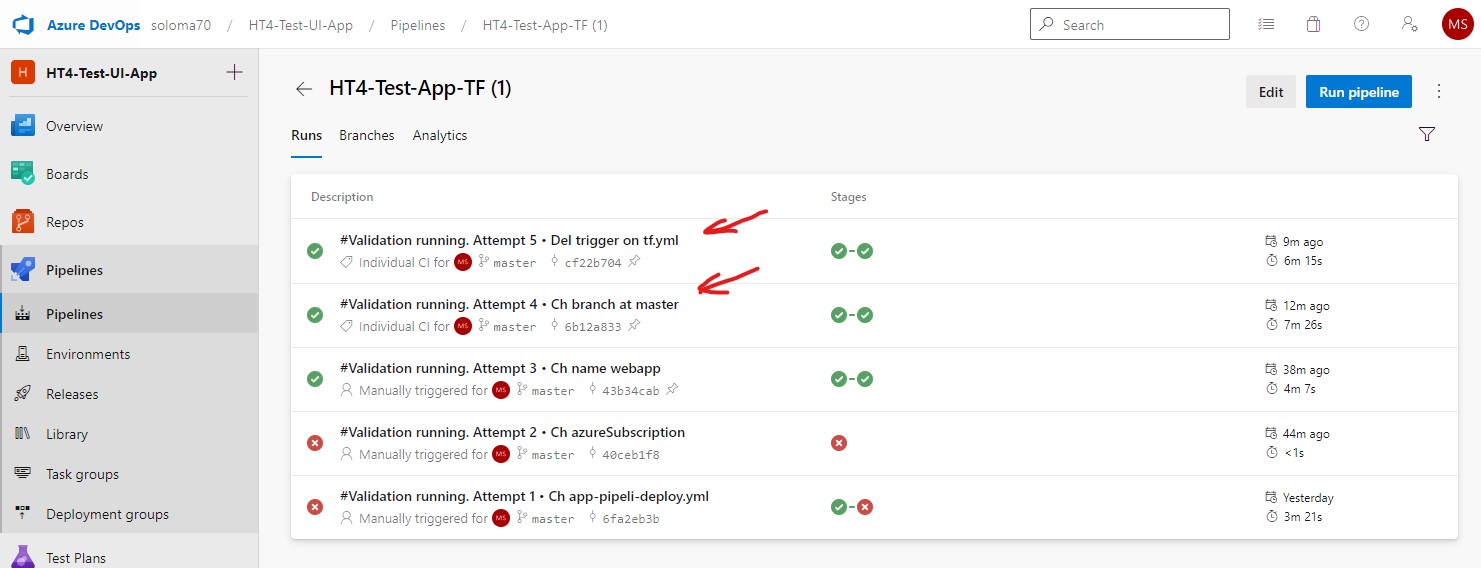 Azure DevOps soloma70 / HT4-Test-UI-App / Pipelines / HT4-Test-App-TF (1)
Search
MS
H HT4-Test-UI-App
Overview
Boards
Repos
Pipelines
Pipelines
Environments
Releases
Library
Task groups
Deployment groups
Test Plans
HT4-Test-App-TF (1)
Edit
Run pipeline
Runs Branches Analytics
Description Stages
#Validation running. Attempt 5 • Del trigger on tf.yml
Individual CI for MS master cf22b704
9m ago
6m 15s
#Validation running. Attempt 4 • Ch branch at master
Individual CI for MS master 6b12a833
12m ago
7m 26s
#Validation running. Attempt 3 • Ch name webapp
Manually triggered for MS master 43b34cab
38m ago
4m 7s
#Validation running. Attempt 2 • Ch azureSubscription
Manually triggered for MS master 40ceb1f8
44m ago
<1s
#Validation running. Attempt 1 • Ch app-pipeli-deploy.yml
Manually triggered for MS master 6fa2eb3b
Yesterday
3m 21s